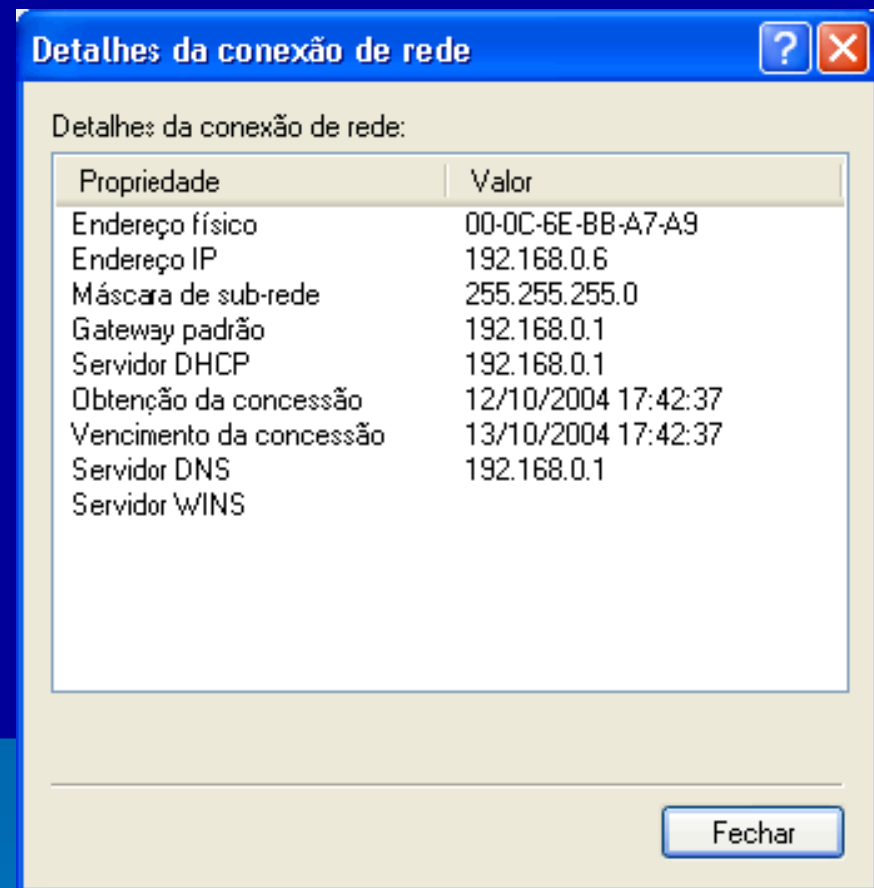 Detalhes da conexão de rede
Detalhes da conexão de rede:
Propriedade Valor
Endereço físico 00-0C-6E-BB-A7-A9
Endereço IP 192.168.0.6
Máscara de sub-rede 255.255.255.0
Gateway padrão 192.168.0.1
Servidor DHCP 192.168.0.1
Obtenção da concessão 12/10/2004 17:42:37
Vencimento da concessão 13/10/2004 17:42:37
Servidor DNS 192.168.0.1
Servidor WINS
Fechar